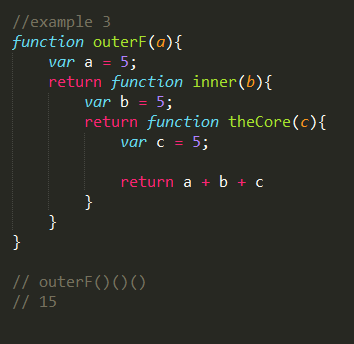 //example 3
function outerF(a){
    var a = 5;
    return function inner(b){
        var b = 5;
        return function theCore(c){
            var c = 5;

            return a + b + c
        }
    }
}

// outerF()()()
// 15